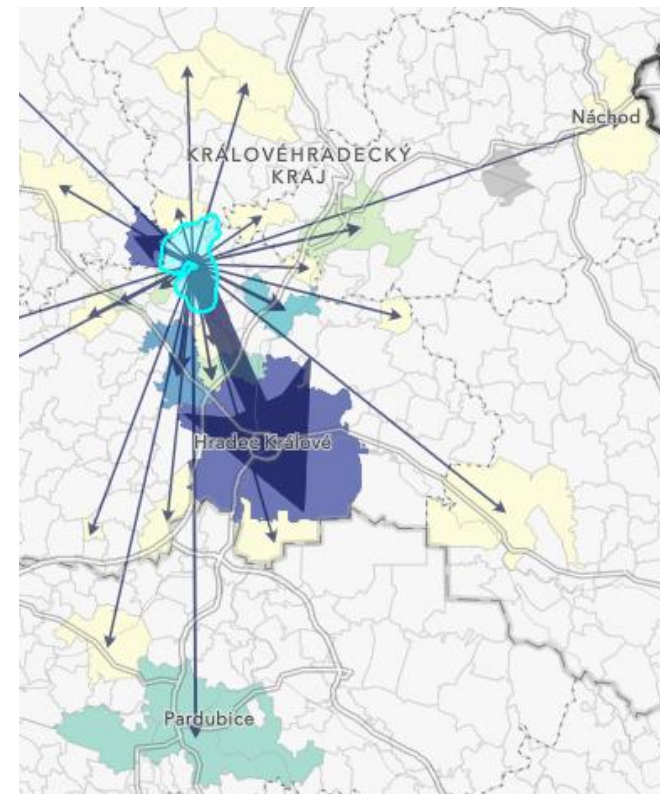 Náchod
KRÁLOVÉHRADECKÝ
KRAJ
Hradec Králové
Pardubice